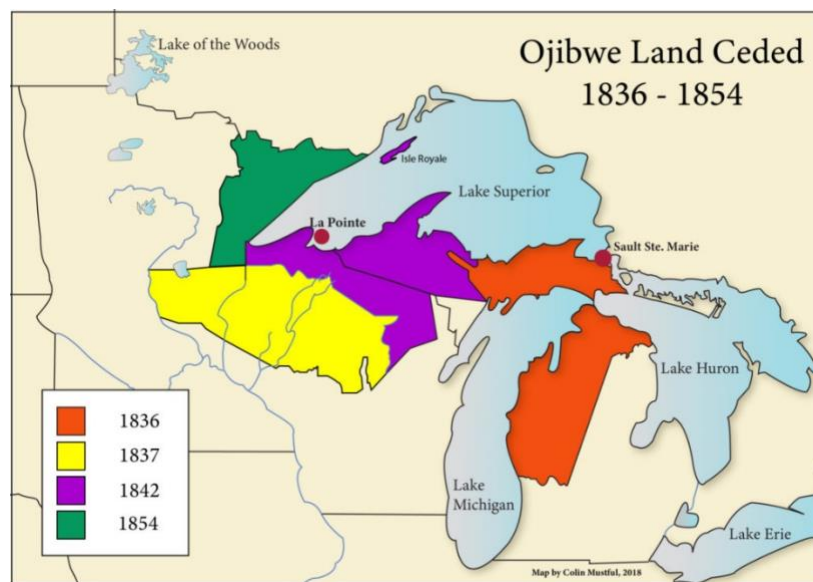 Ojibwe Land Ceded
1836 - 1854
Lake of the Woods
Isle Royale
Lake Superior
La Pointe
Sault Ste. Marie
Lake Huron
Lake
Michigan
Lake Erie
1836
1837
1842
1854
Map by Colin Mustful, 2018